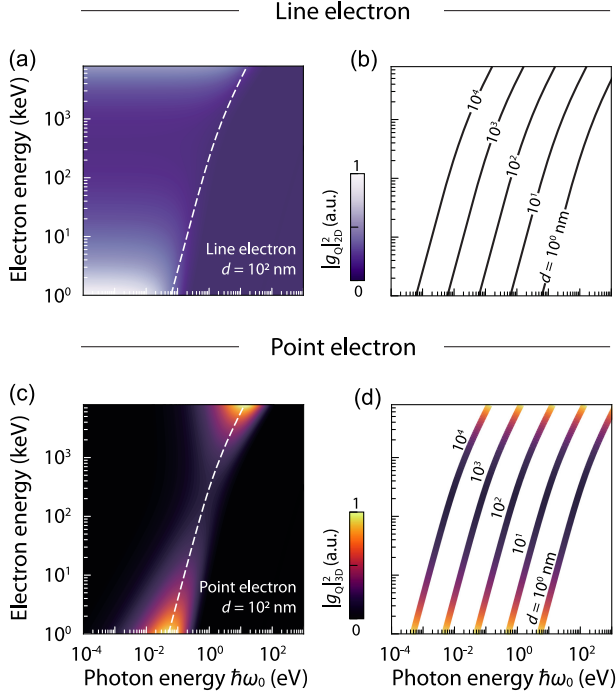 Line electron
(a)
(b)
Electron energy (keV)
10³
10²
10¹
10⁰
Line electron
d = 10² nm
|g_Q|²_2D (a.u.)
1
0
10⁴
10³
10²
10¹
d = 10⁰ nm
Point electron
(c)
(d)
Electron energy (keV)
10³
10²
10¹
10⁰
Point electron
d = 10² nm
|g_Q|²_3D (a.u.)
1
0
10⁴
10³
10²
10¹
d = 10⁰ nm
10⁻⁴ 10⁻² 10⁰ 10²
10⁻⁴ 10⁻² 10⁰ 10²
Photon energy ℏω₀ (eV)
Photon energy ℏω₀ (eV)